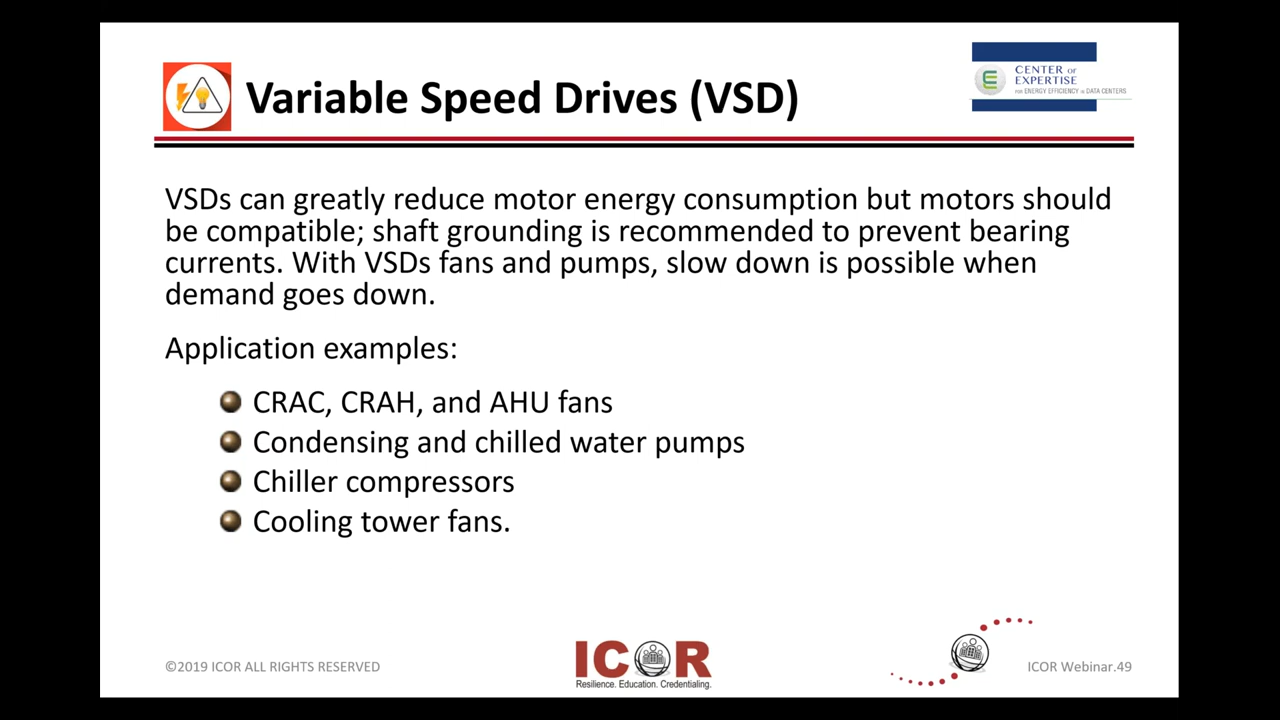 Variable Speed Drives (VSD)
CENTER OF
EXPERTISE
FOR ENERGY EFFICIENCY IN DATA CENTERS
VSDs can greatly reduce motor energy consumption but motors should
be compatible; shaft grounding is recommended to prevent bearing
currents. With VSDs fans and pumps, slow down is possible when
demand goes down.
Application examples:
CRAC, CRAH, and AHU fans
Condensing and chilled water pumps
Chiller compressors
Cooling tower fans.
©2019 ICOR ALL RIGHTS RESERVED
ICOR
Resilience. Education. Credentialing.
ICOR Webinar.49